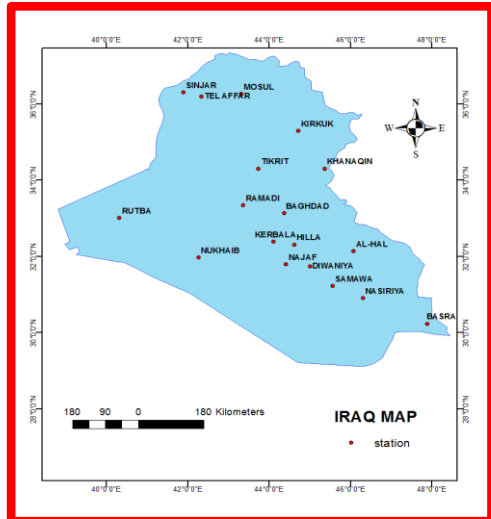 40°0'0"E 42°0'0"E 44°0'0"E 46°0'0"E 48°0'0"E
36°0'0"N 36°0'0"N
34°0'0"N 34°0'0"N
32°0'0"N 32°0'0"N
30°0'0"N 30°0'0"N
28°0'0"N 28°0'0"N
N
W E
S
SINJAR
MOSUL
TEL AFFER
KIRKUK
TIKRIT
KHANAQIN
RAMADI
BAGHDAD
RUTBA
KERBALA
HILLA
AL-HAL
NUKHAIB
NAJAF
DIWANIYA
SAMAWA
NASIRIYA
BASRA
180 90 0 180 Kilometers
IRAQ MAP
station
40°0'0"E 42°0'0"E 44°0'0"E 46°0'0"E 48°0'0"E